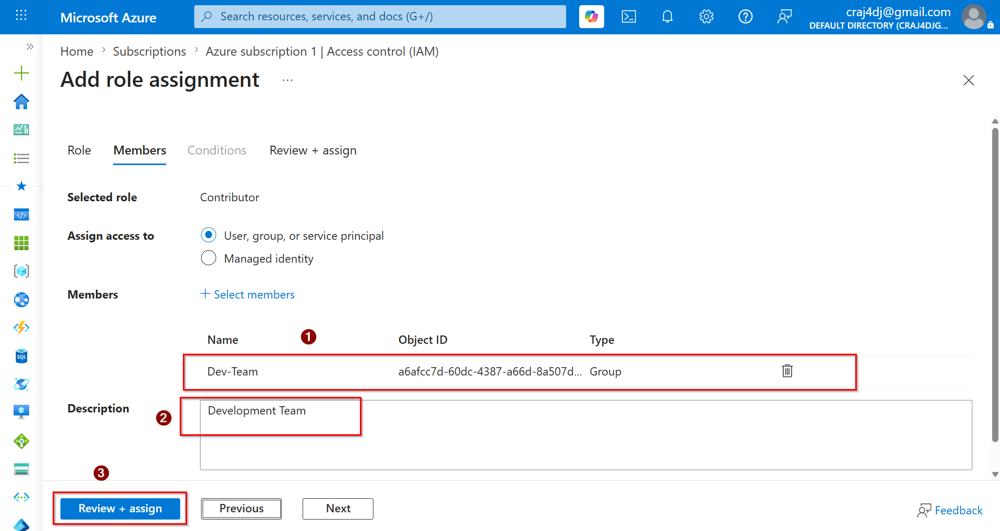 Microsoft Azure
Search resources, services, and docs (G+/)
craj4dj@gmail.com
DEFAULT DIRECTORY (CRAJ4DJG...
Home > Subscriptions > Azure subscription 1 | Access control (IAM)
Add role assignment ...
Role Members Conditions Review + assign
Selected role Contributor
Assign access to User, group, or service principal
Managed identity
Members + Select members
Name 1 Object ID Type
Dev-Team a6afcc7d-60dc-4387-a66d-8a507d... Group
Description 2 Development Team
SQL
3
Review + assign Previous Next
Feedback